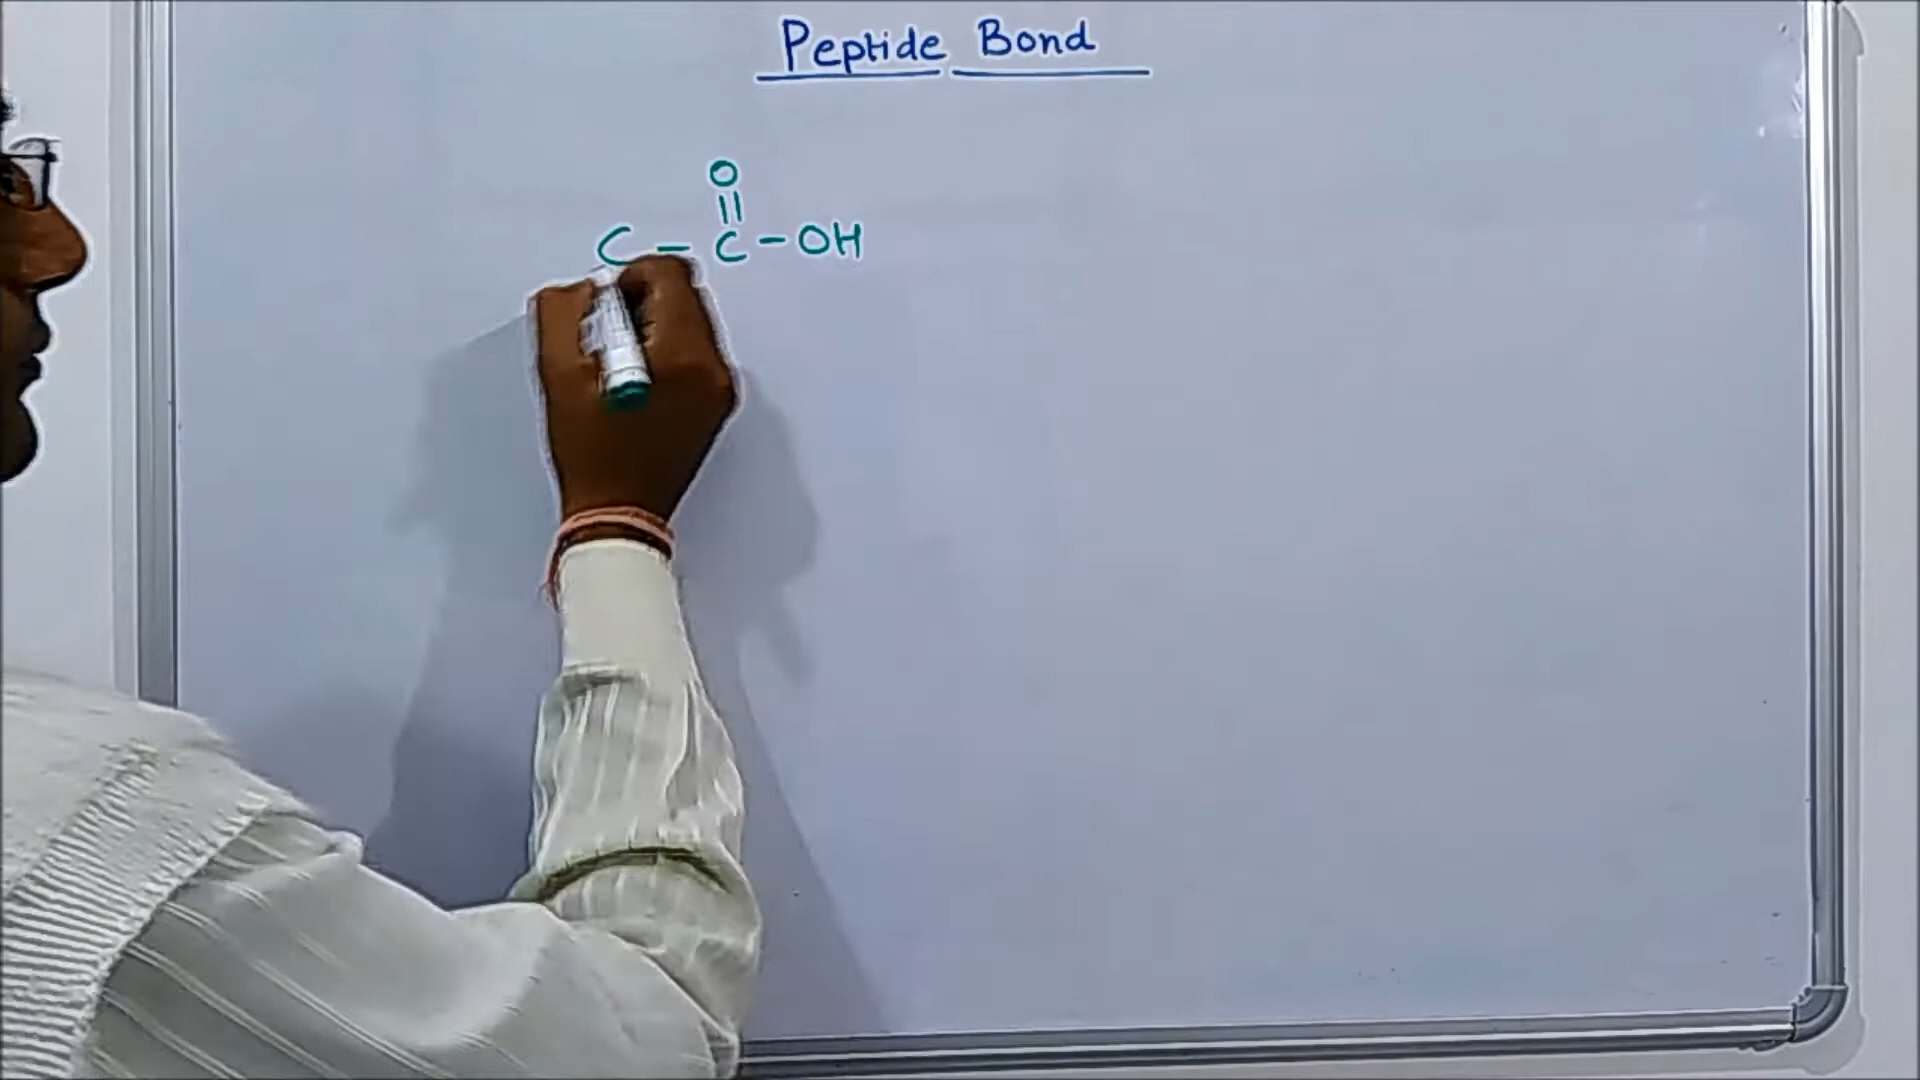 Peptide Bond
O
||
C - C - OH